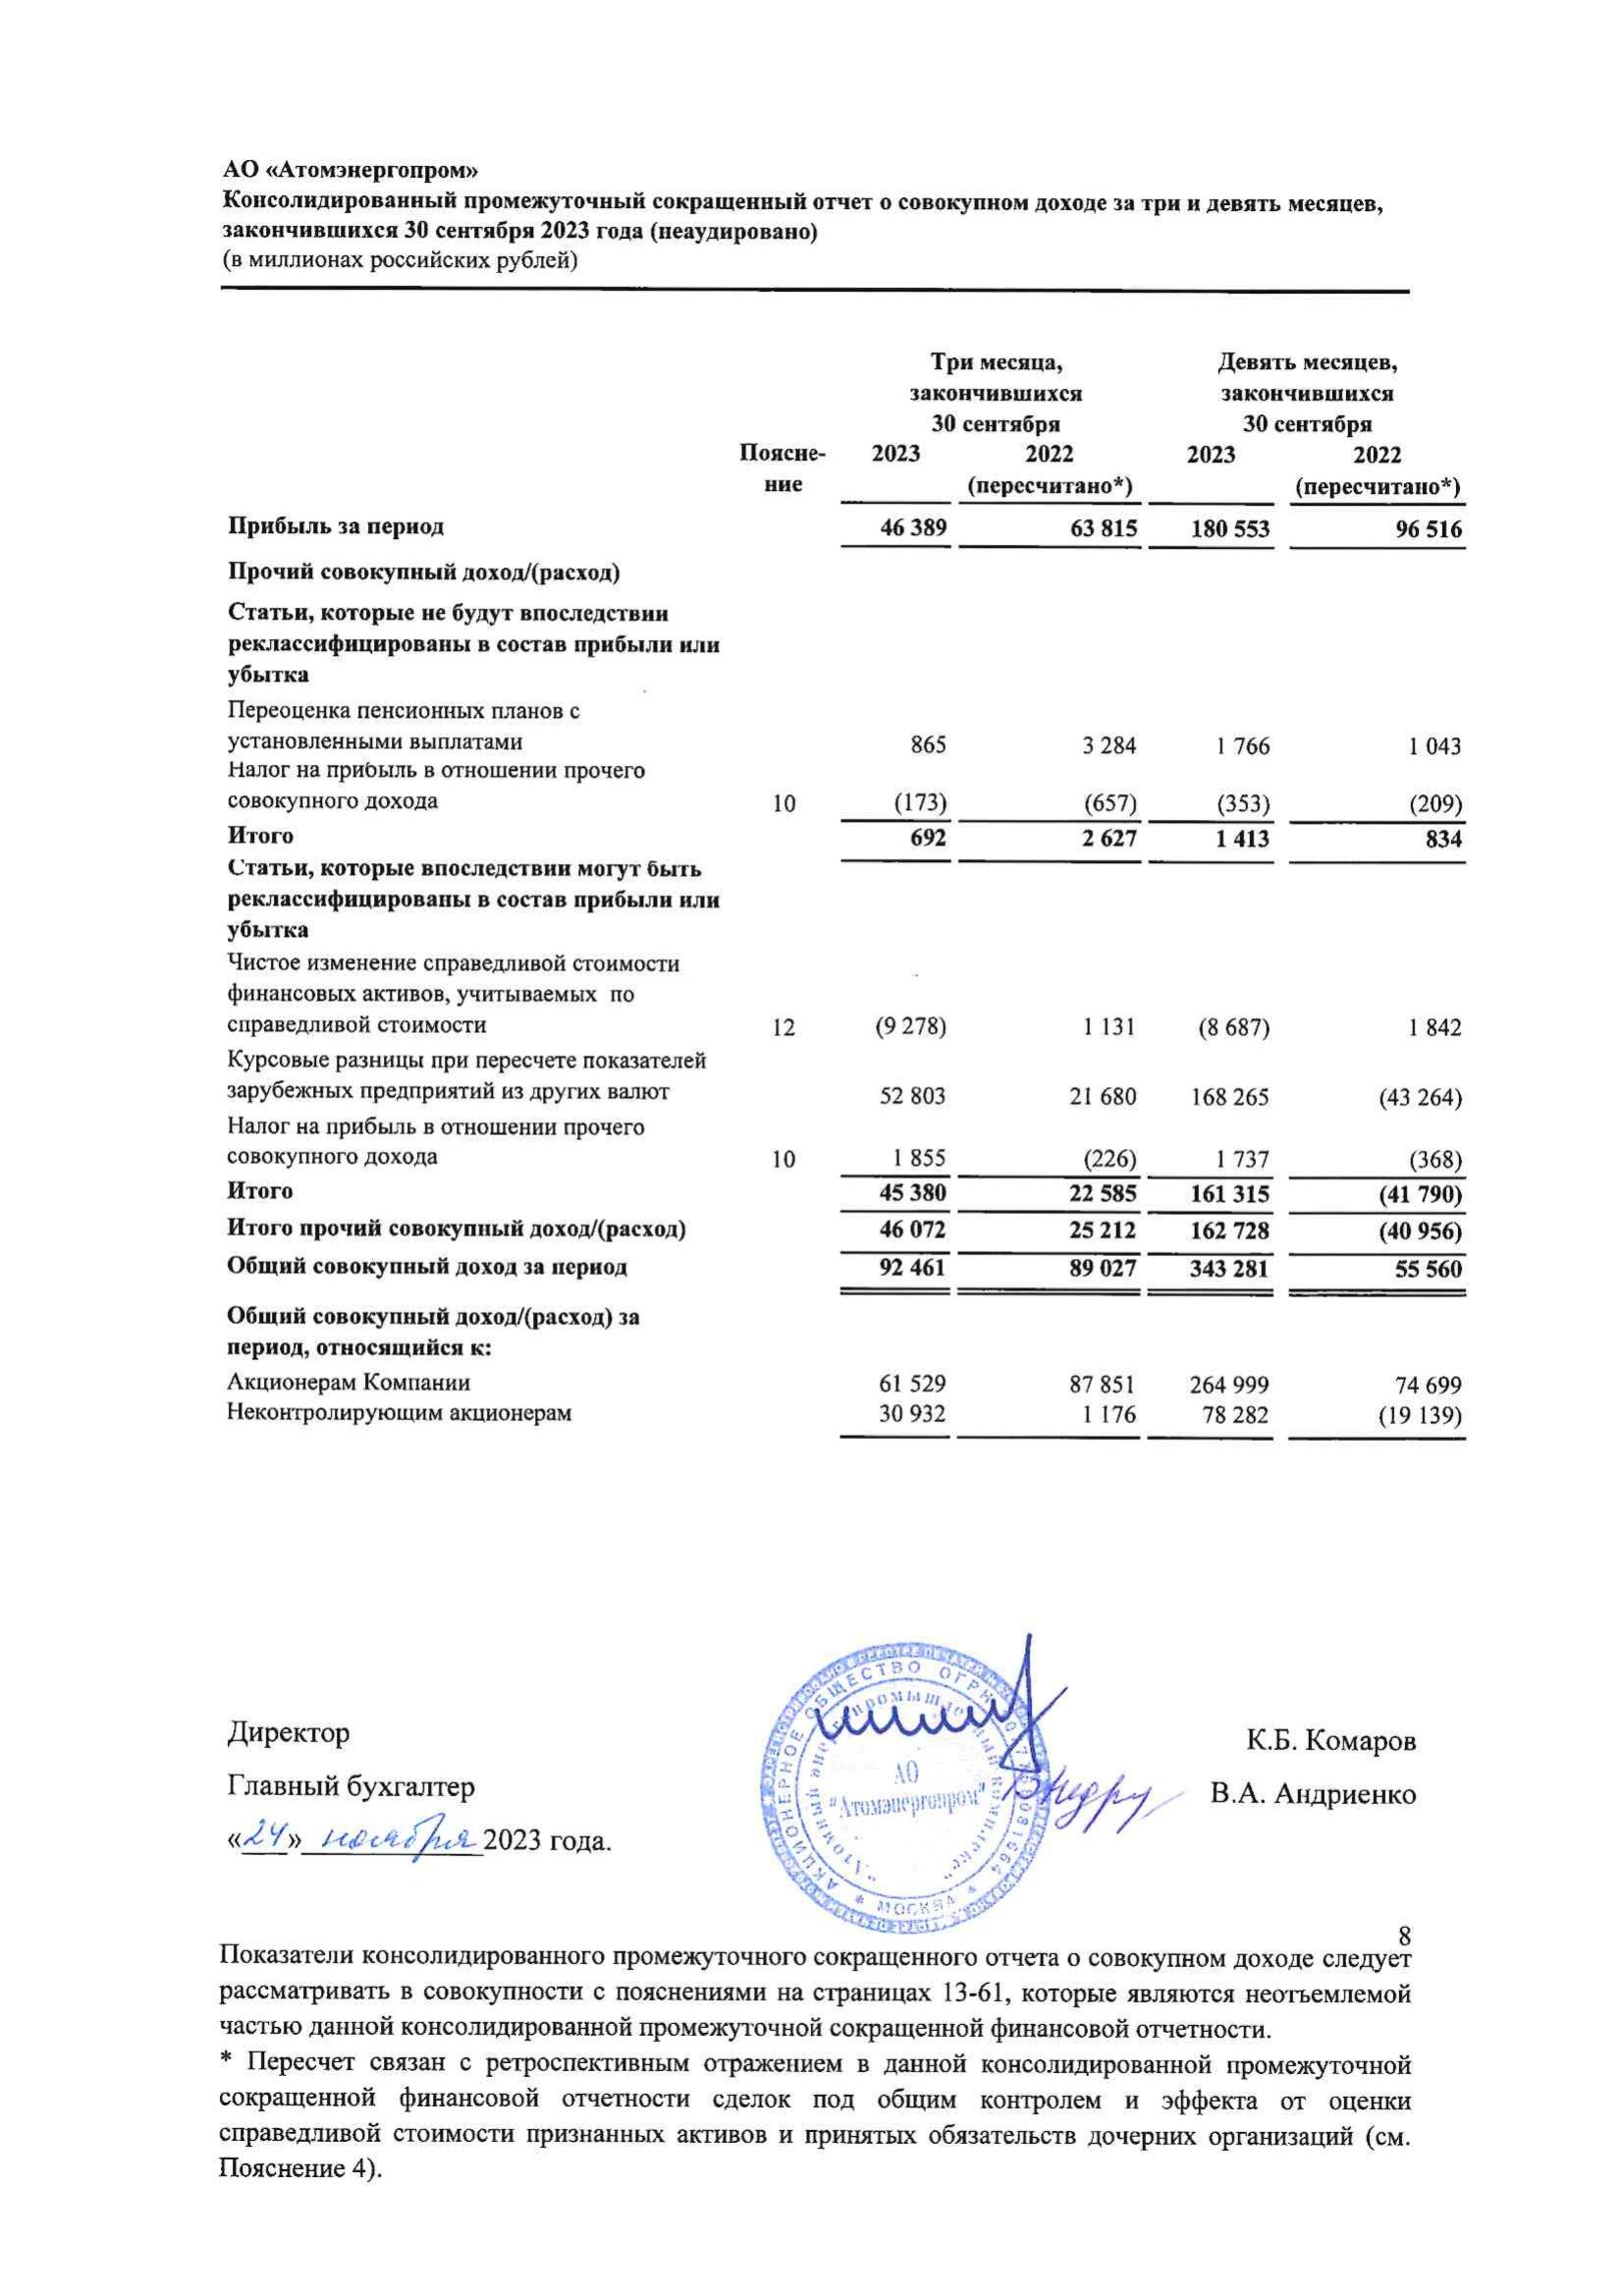 АО «Атомэнергопром»
Консолидированный промежуточный сокращенный отчет о совокупном доходе за три и девять месяцев,
закончившихся 30 сентября 2023 года (неаудировано)
(в миллионах российских рублей)
Три месяца, Девять месяцев,
закончившихся закончившихся
30 сентября 30 сентября
Поясне- 2023 2022 2023 2022
ние (пересчитано*) (пересчитано*)
Прибыль за период 46 389 63 815 180 553 96 516
Прочий совокупный доход/(расход)
Статьи, которые не будут впоследствии
реклассифицированы в состав прибыли или
убытка
Переоценка пенсионных планов с
установленными выплатами 865 3 284 1 766 1 043
Налог на прибыль в отношении прочего
совокупного дохода 10 (173) (657) (353) (209)
Итого 692 2 627 1 413 834
Статьи, которые впоследствии могут быть
реклассифицированы в состав прибыли или
убытка
Чистое изменение справедливой стоимости
финансовых активов, учитываемых по
справедливой стоимости 12 (9 278) 1 131 (8 687) 1 842
Курсовые разницы при пересчете показателей
зарубежных предприятий из других валют 52 803 21 680 168 265 (43 264)
Налог на прибыль в отношении прочего
совокупного дохода 10 1 855 (226) 1 737 (368)
Итого 45 380 22 585 161 315 (41 790)
Итого прочий совокупный доход/(расход) 46 072 25 212 162 728 (40 956)
Общий совокупный доход за период 92 461 89 027 343 281 55 560
Общий совокупный доход/(расход) за
период, относящийся к:
Акционерам Компании 61 529 87 851 264 999 74 699
Неконтролирующим акционерам 30 932 1 176 78 282 (19 139)
АКЦИОНЕРНОЕ ОБЩЕСТВО ОГРН
АО
"Атомэнергопром"
* МОСКВА *
Директор К.Б. Комаров
Главный бухгалтер В.А. Андриенко
«24» ноября 2023 года.
8
Показатели консолидированного промежуточного сокращенного отчета о совокупном доходе следует
рассматривать в совокупности с пояснениями на страницах 13-61, которые являются неотъемлемой
частью данной консолидированной промежуточной сокращенной финансовой отчетности.
* Пересчет связан с ретроспективным отражением в данной консолидированной промежуточной
сокращенной финансовой отчетности сделок под общим контролем и эффекта от оценки
справедливой стоимости признанных активов и принятых обязательств дочерних организаций (см.
Пояснение 4).